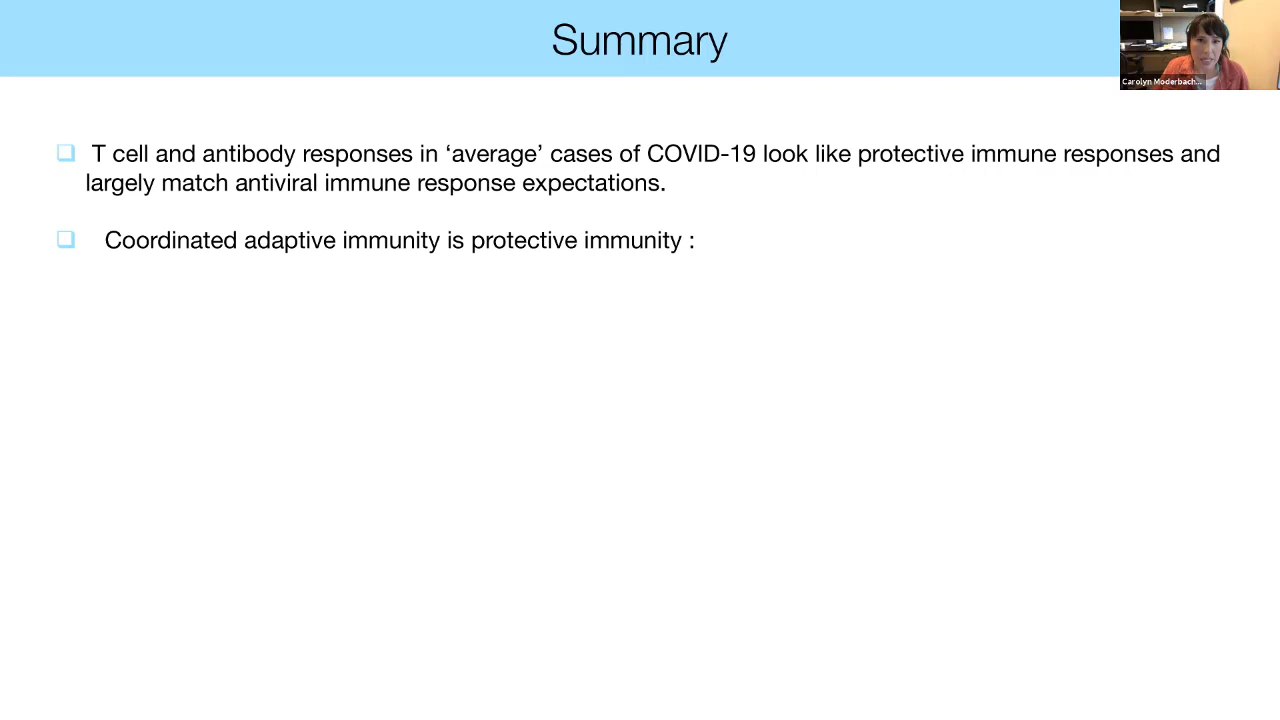 Summary
Carolyn Moderbach...
T cell and antibody responses in ‘average’ cases of COVID-19 look like protective immune responses and
largely match antiviral immune response expectations.
Coordinated adaptive immunity is protective immunity :